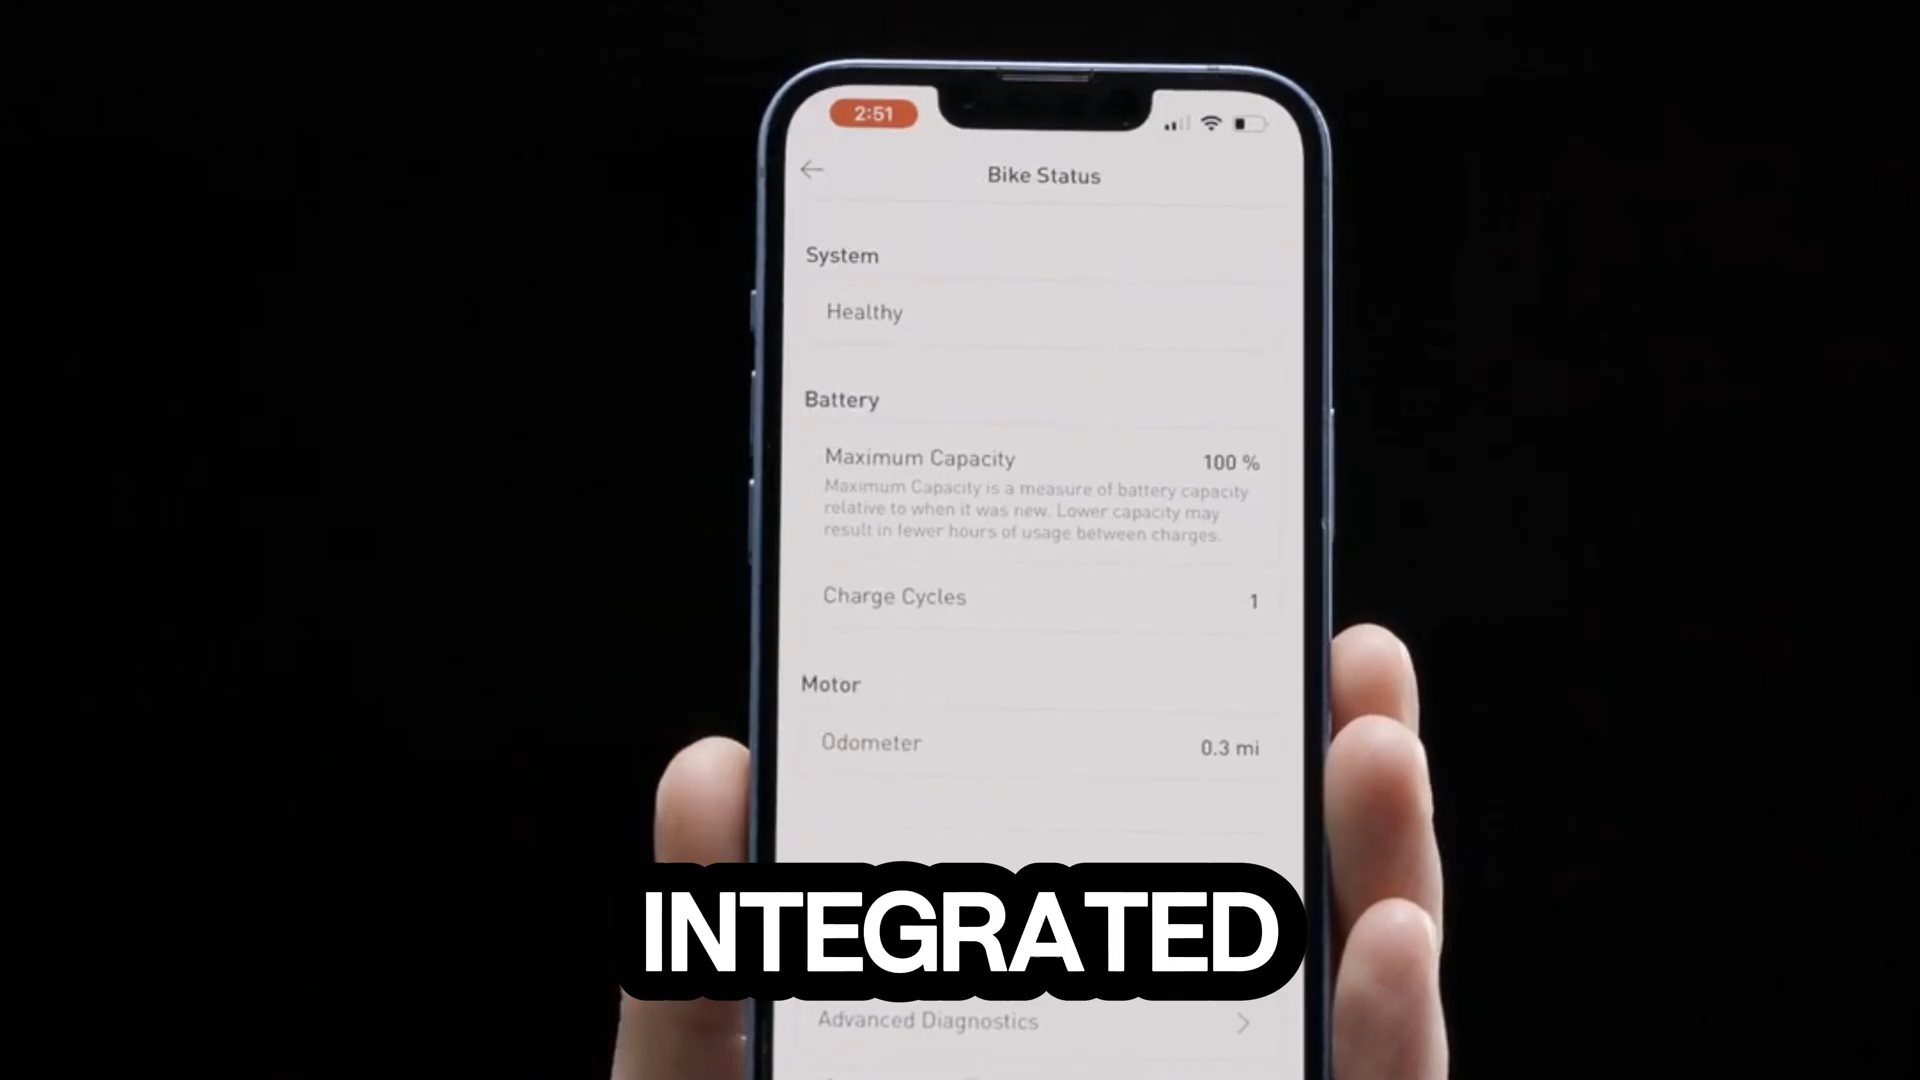 2:51
Bike Status
System
Healthy
Battery
Maximum Capacity 100 %
Maximum Capacity is a measure of battery capacity
relative to when it was new. Lower capacity may
result in fewer hours of usage between charges.
Charge Cycles 1
Motor
Odometer 0.3 mi
INTEGRATED
Advanced Diagnostics